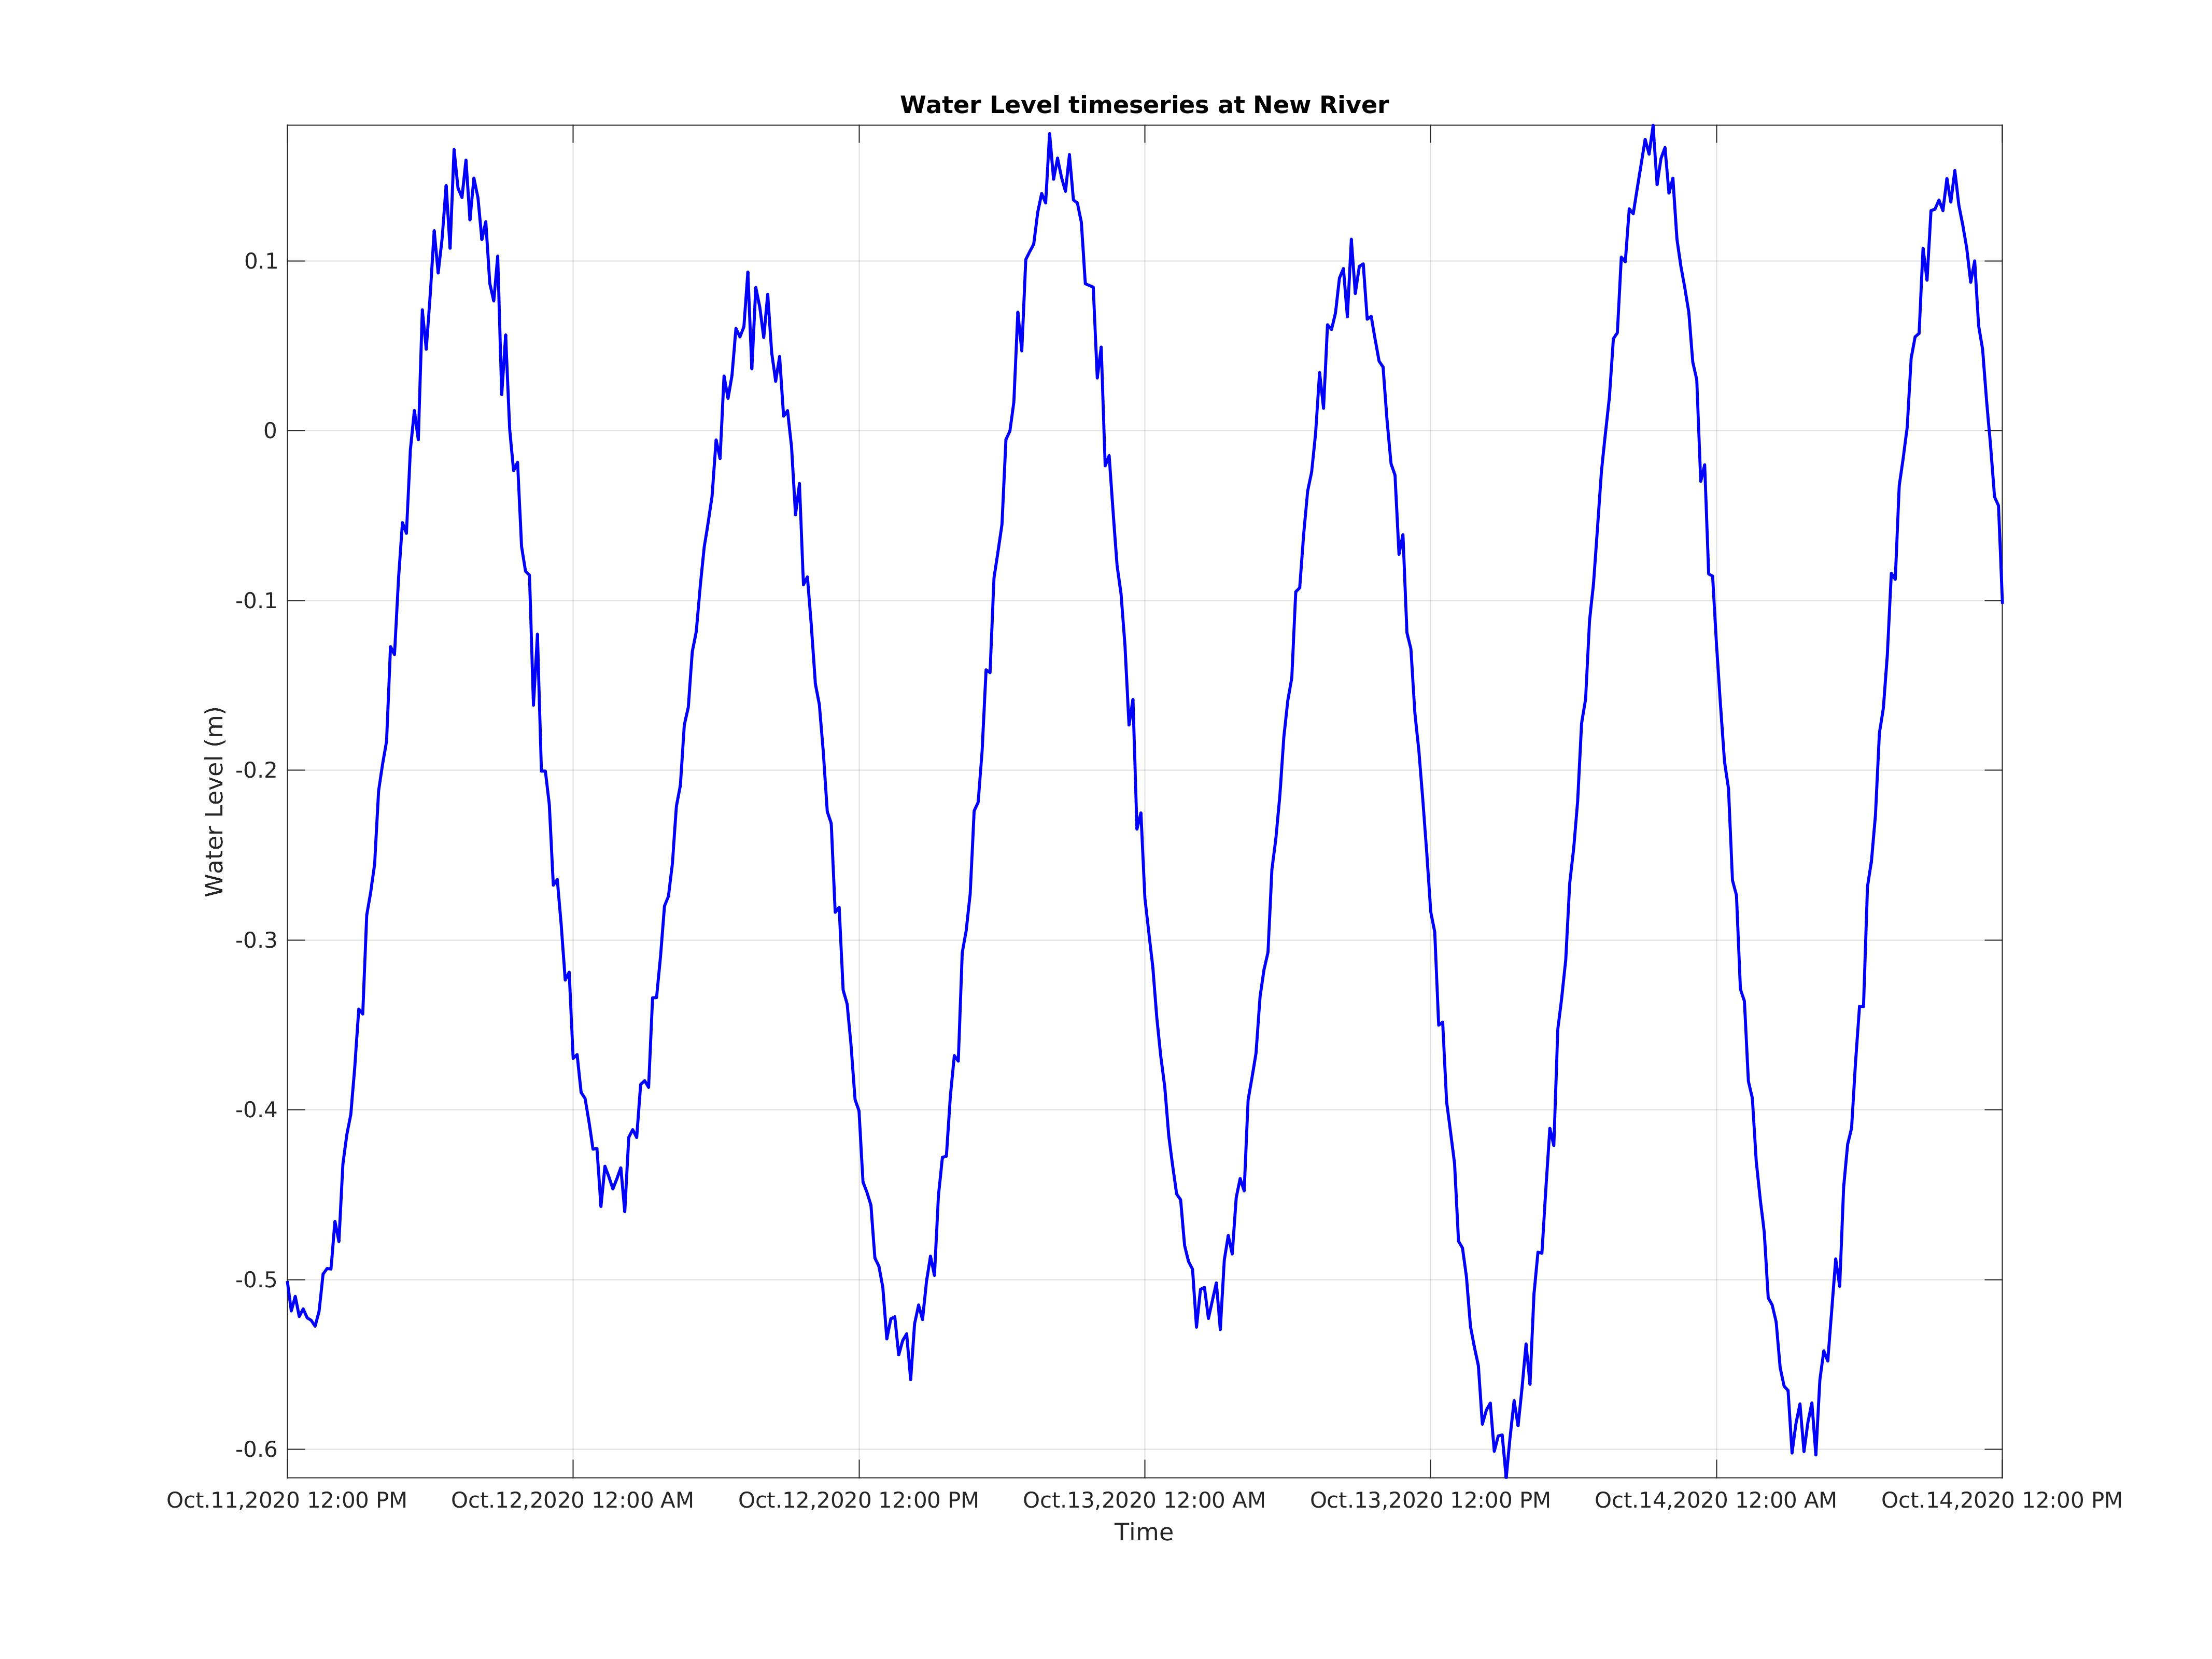 Water Level timeseries at New River
0.1
0
-0.1
-0.2
-0.3
-0.4
-0.5
-0.6
Water Level (m)
Oct.11,2020 12:00 PM Oct.12,2020 12:00 AM Oct.12,2020 12:00 PM Oct.13,2020 12:00 AM Oct.13,2020 12:00 PM Oct.14,2020 12:00 AM Oct.14,2020 12:00 PM
Time